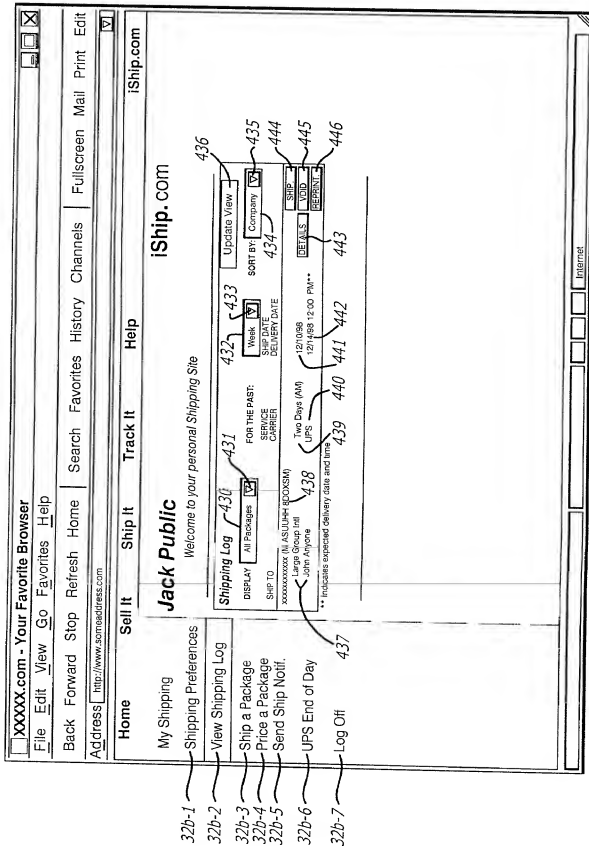 XXXXX.com - Your Favorite Browser
File Edit View Go Favorites Help
Back Forward Stop Refresh Home Search Favorites History Channels Fullscreen Mail Print Edit
Address http://www.somoaddress.com
Home Sell It Ship It Track It Help iShip.com
My Shipping
Shipping Preferences
View Shipping Log
Ship a Package
Price a Package
Send Ship Notif.
UPS End of Day
Log Off
32b-1
32b-2
32b-3
32b-4
32b-5
32b-6
32b-7
Jack Public
iShip. com
Welcome to your personal Shipping Site
Shipping Log
430
431
432
433
436
Update View
DISPLAY All Packages FOR THE PAST: Week SORT BY: Company
434
435
SHIP TO SERVICE SHIP DATE
CARRIER DELIVERY DATE
XXXXXXXXXXXX (N ASUUHH 8DOXSM)
Large Group Intl Two Days (AM) 12/10/98
John Anyone UPS 12/14/98 12:00 PM**
DETAILS
SHIP.
VOID
REPRINT
444
445
446
437
438
439
440
441
442
443
** Indicates expected delivery date and time
Internet